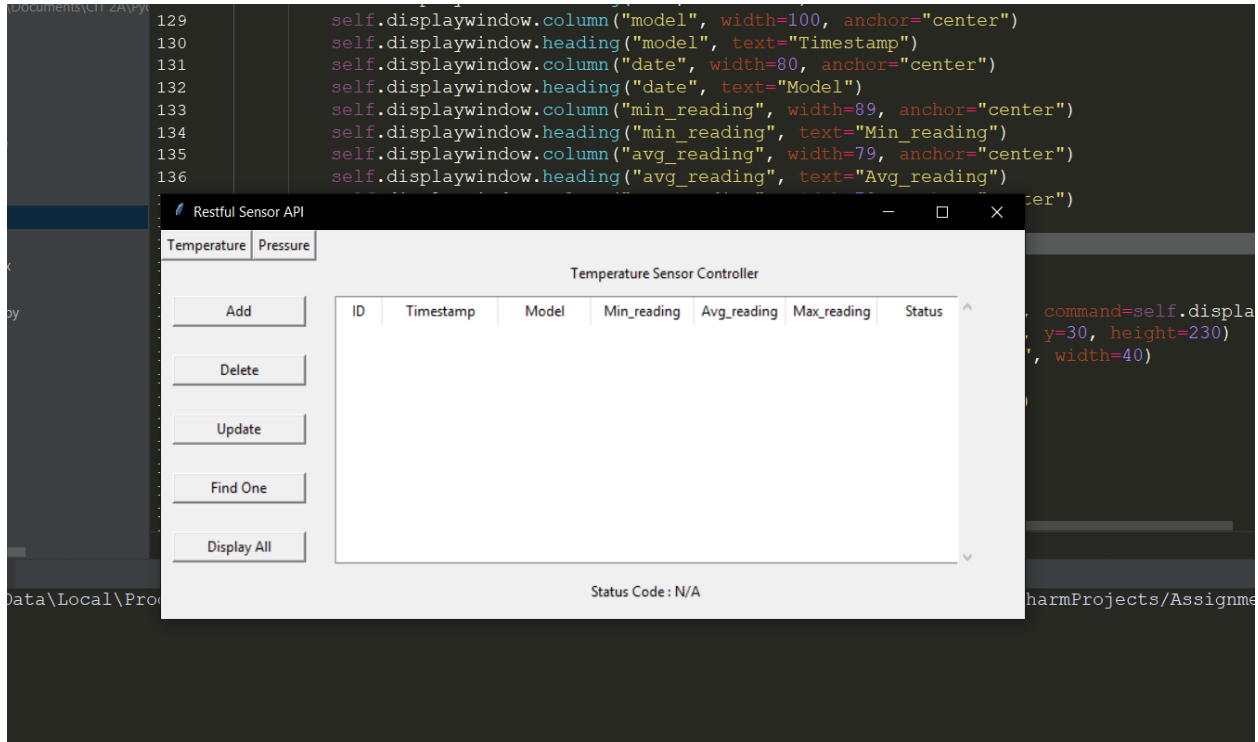 \Documents\CIT 2A\Py
129 self.displaywindow.column("model", width=100, anchor="center")
130 self.displaywindow.heading("model", text="Timestamp")
131 self.displaywindow.column("date", width=80, anchor="center")
132 self.displaywindow.heading("date", text="Model")
133 self.displaywindow.column("min_reading", width=89, anchor="center")
134 self.displaywindow.heading("min_reading", text="Min_reading")
135 self.displaywindow.column("avg_reading", width=79, anchor="center")
136 self.displaywindow.heading("avg_reading", text="Avg_reading")
ter")
Restful Sensor API
Temperature Pressure
Temperature Sensor Controller
Add
ID Timestamp Model Min_reading Avg_reading Max_reading Status
Delete
Update
Find One
Display All
Status Code : N/A
x
py
, command=self.displa
, y=30, height=230)
", width=40)
)
Data\Local\Pro
harmProjects/Assignme